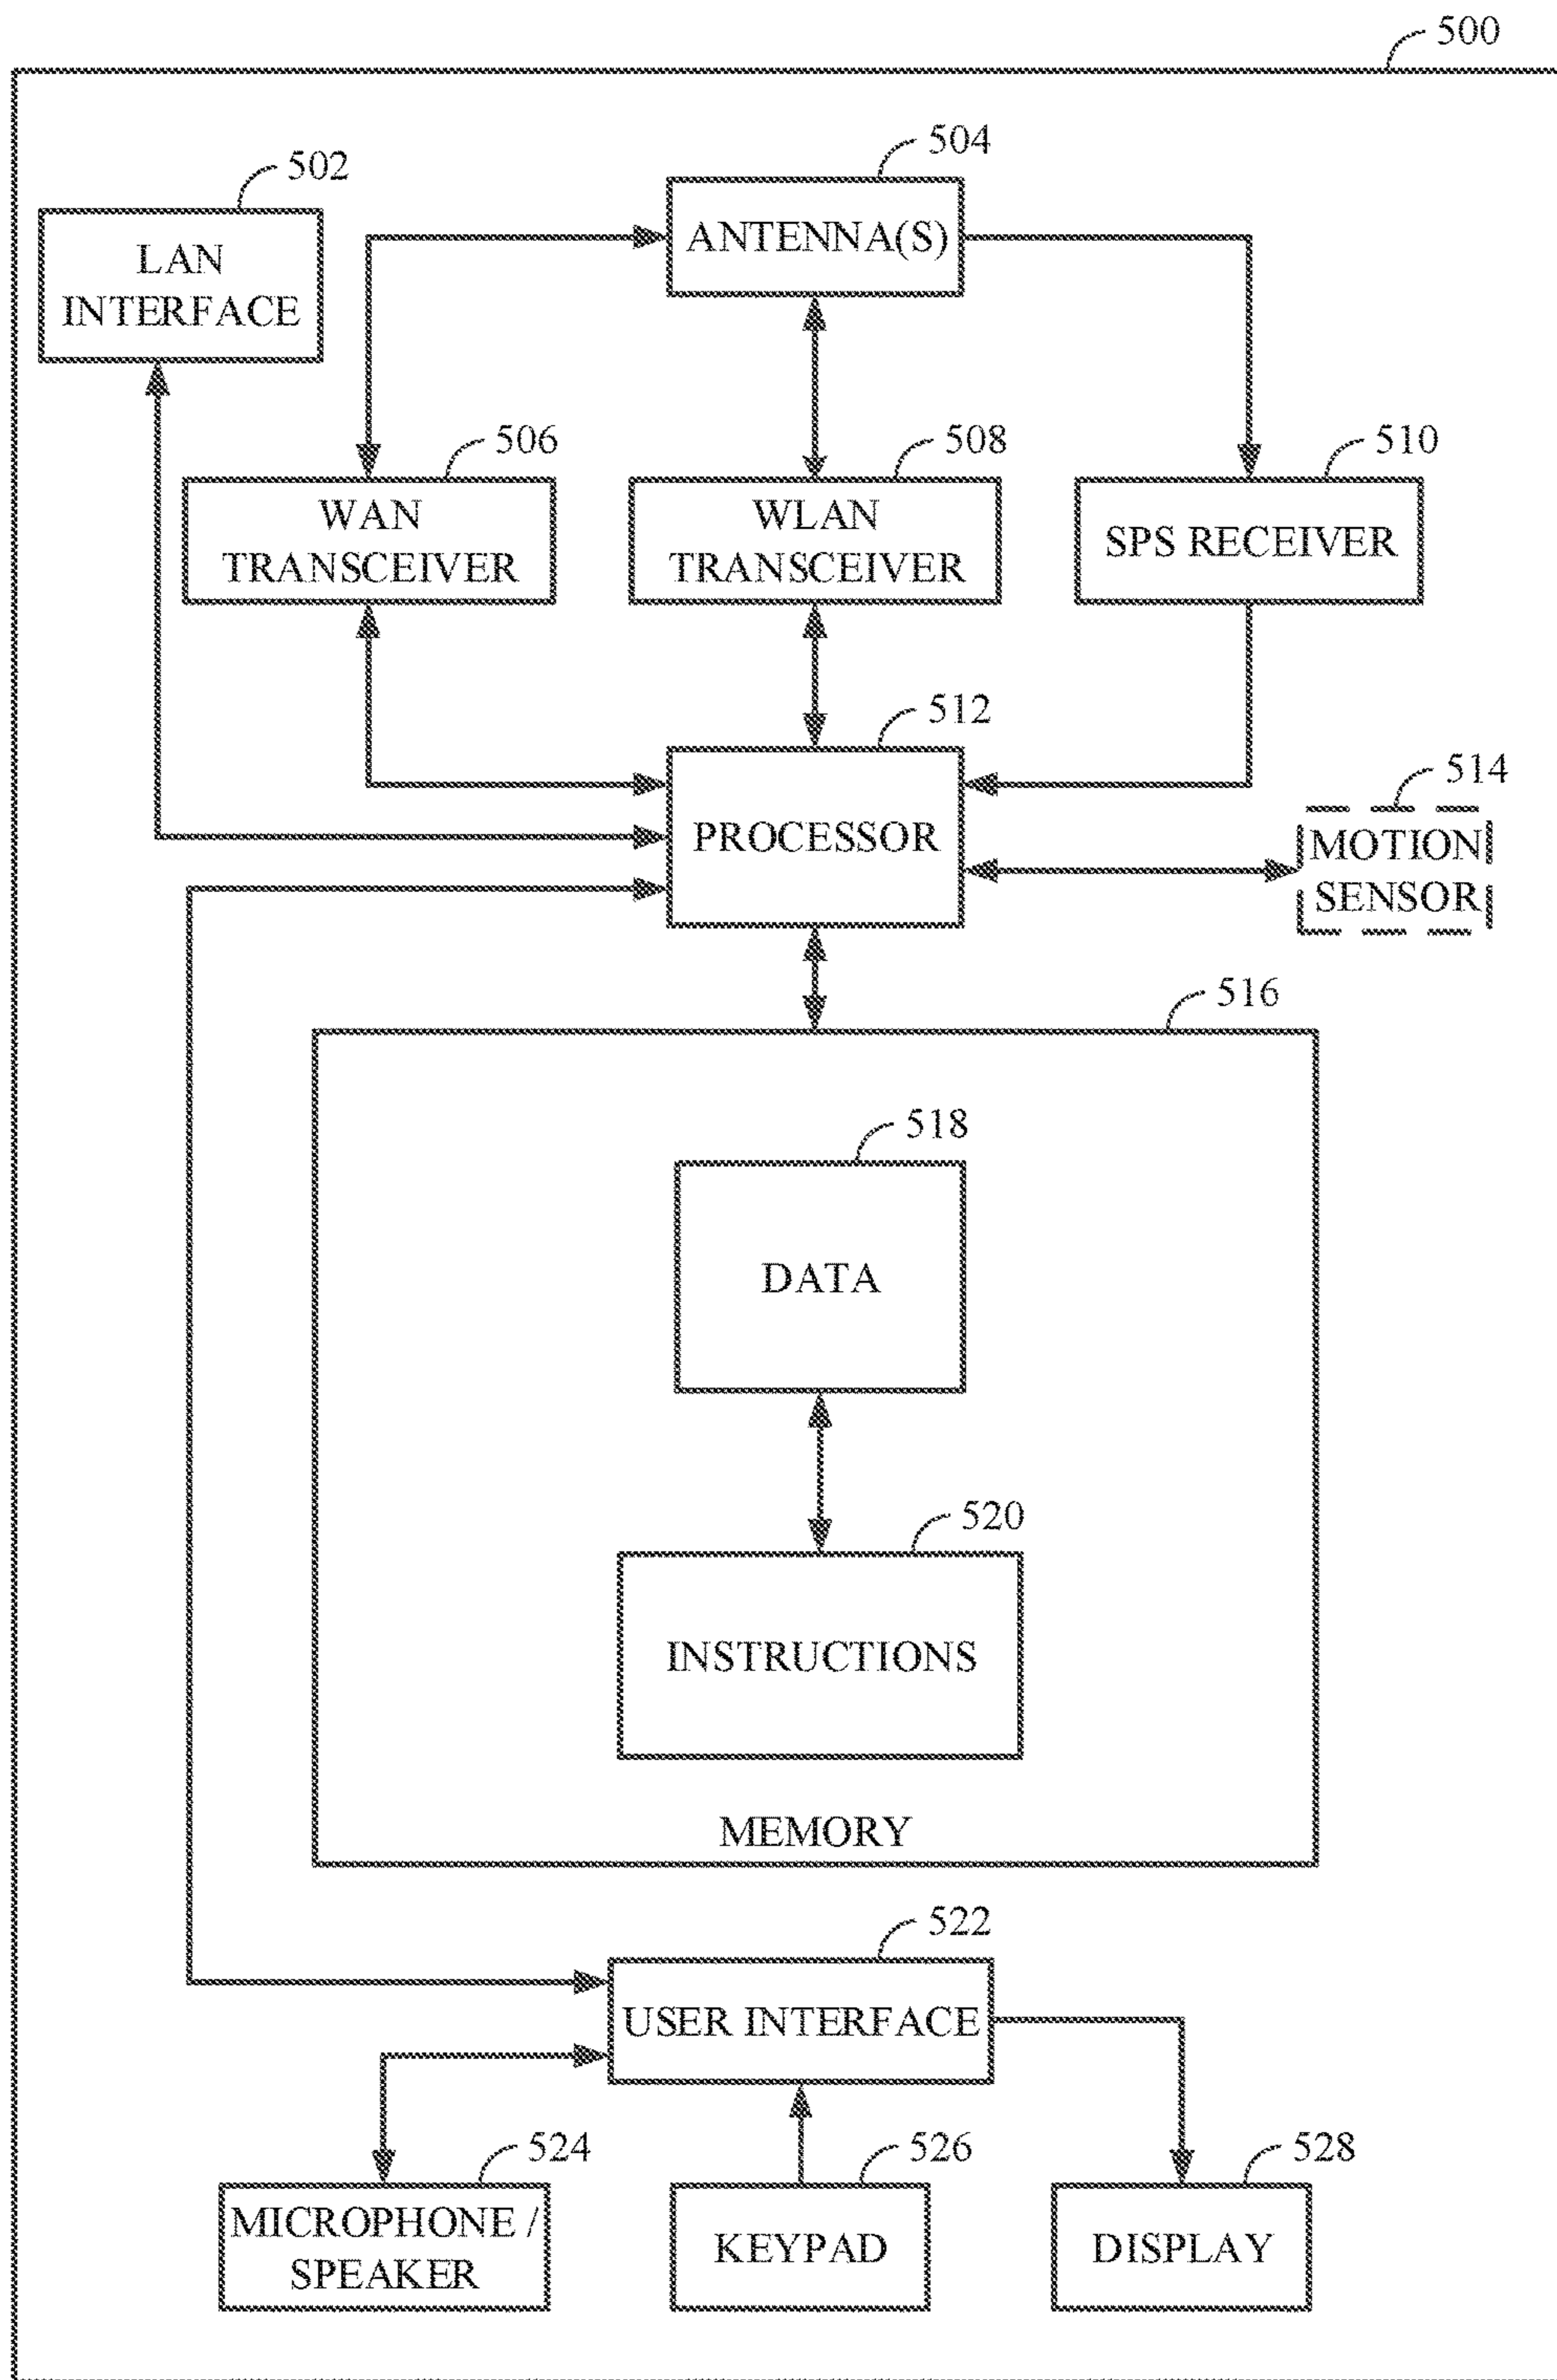 500
504
502
ANTENNA(S)
LAN
INTERFACE
506
508
510
WAN
TRANSCEIVER
WLAN
TRANSCEIVER
SPS RECEIVER
512
514
PROCESSOR
MOTION
SENSOR
516
518
DATA
520
INSTRUCTIONS
MEMORY
522
USER INTERFACE
524
526
528
MICROPHONE /
SPEAKER
KEYPAD
DISPLAY